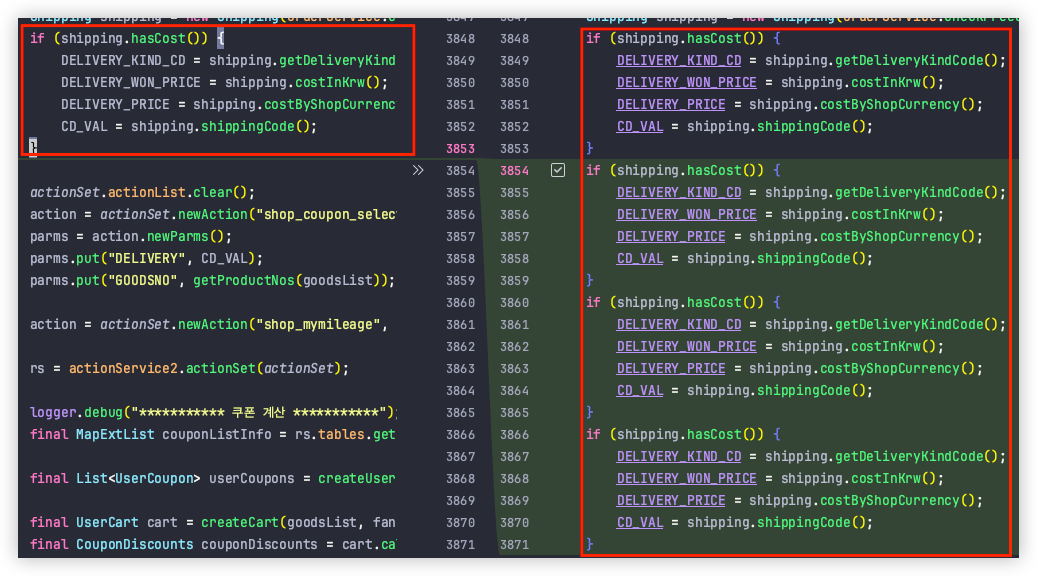 Shipping shipping = new 3847 3847 Shipping shipping = new
if (shipping.hasCost()) { 3848 3848 if (shipping.hasCost()) {
DELIVERY_KIND_CD = shipping.getDeliveryKind 3849 3849 DELIVERY_KIND_CD = shipping.getDeliveryKindCode();
DELIVERY_WON_PRICE = shipping.costInKrw(); 3850 3850 DELIVERY_WON_PRICE = shipping.costInKrw();
DELIVERY_PRICE = shipping.costByShopCurrenc 3851 3851 DELIVERY_PRICE = shipping.costByShopCurrency();
CD_VAL = shipping.shippingCode(); 3852 3852 CD_VAL = shipping.shippingCode();
} 3853 3853 }
3854 3854 if (shipping.hasCost()) {
actionSet.actionList.clear(); 3855 3855 DELIVERY_KIND_CD = shipping.getDeliveryKindCode();
action = actionSet.newAction("shop_coupon_selec 3856 3856 DELIVERY_WON_PRICE = shipping.costInKrw();
parms = action.newParms(); 3857 3857 DELIVERY_PRICE = shipping.costByShopCurrency();
parms.put("DELIVERY", CD_VAL); 3858 3858 CD_VAL = shipping.shippingCode();
parms.put("GOODSNO", getProductNos(goodsList)); 3859 3859 }
3860 3860 if (shipping.hasCost()) {
action = actionSet.newAction("shop_mymileage", 3861 3861 DELIVERY_KIND_CD = shipping.getDeliveryKindCode();
3862 3862 DELIVERY_WON_PRICE = shipping.costInKrw();
rs = actionService2.actionSet(actionSet); 3863 3863 DELIVERY_PRICE = shipping.costByShopCurrency();
3864 3864 CD_VAL = shipping.shippingCode();
logger.debug("*********** 쿠폰 계산 ***********"); 3865 3865 }
final MapExtList couponListInfo = rs.tables.get 3866 3866 if (shipping.hasCost()) {
3867 3867 DELIVERY_KIND_CD = shipping.getDeliveryKindCode();
final List<UserCoupon> userCoupons = createUser 3868 3868 DELIVERY_WON_PRICE = shipping.costInKrw();
3869 3869 DELIVERY_PRICE = shipping.costByShopCurrency();
final UserCart cart = createCart(goodsList, fan 3870 3870 CD_VAL = shipping.shippingCode();
final CouponDiscounts couponDiscounts = cart.ca 3871 3871 }